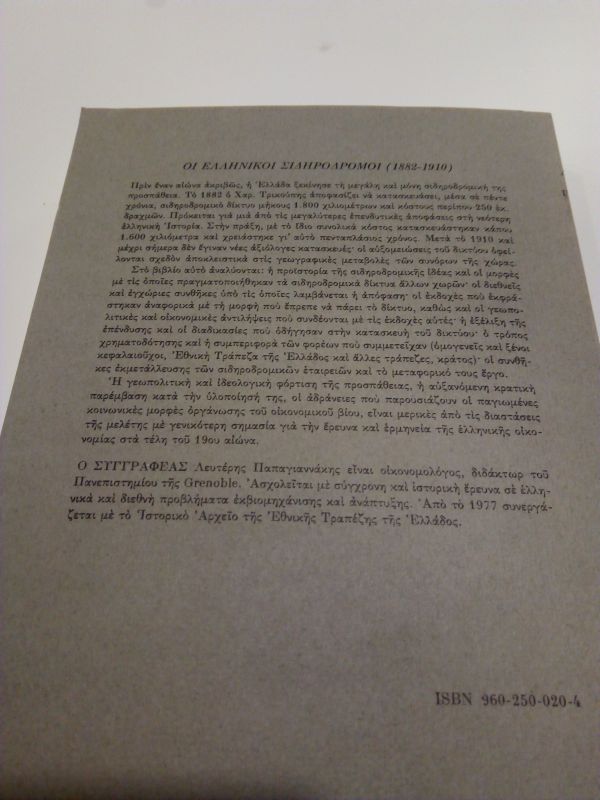 ΟΙ ΕΛΛΗΝΙΚΟΙ ΣΙΔΗΡΟΔΡΟΜΟΙ (1882-1910)
Πρὶν ἕναν αἰώνα ἀκριβῶς, ἡ Ἑλλάδα ξεκίνησε τὴ μεγάλη καὶ μόνη σιδηροδρομική της
προσπάθεια. Τὸ 1882 ὁ Χαρ. Τρικούπης ἀποφασίζει νὰ κατασκευάσει, μέσα σὲ πέντε
χρόνια, σιδηροδρομικὸ δίκτυο μήκους 1.800 χιλιομέτρων καὶ κόστους περίπου 250 ἑκ.
δραχμῶν. Πρόκειται γιὰ μιὰ ἀπὸ τὶς μεγαλύτερες ἐπενδυτικὲς ἀποφάσεις στὴ νεότερη
ἑλληνικὴ Ἱστορία. Στὴν πράξη, μὲ τὸ ἴδιο συνολικὰ κόστος κατασκευάστηκαν κάπου
1.600 χιλιόμετρα καὶ χρειάστηκε γι' αὐτὸ πενταπλάσιος χρόνος. Μετὰ τὸ 1910 καὶ
μέχρι σήμερα δὲν ἔγιναν νέες ἀξιόλογες κατασκευές· οἱ αὐξομειώσεις τοῦ δικτύου ὀφεί-
λονται σχεδὸν ἀποκλειστικὰ στὶς γεωγραφικὲς μεταβολὲς τῶν συνόρων τῆς χώρας.
Στὸ βιβλίο αὐτὸ ἀναλύονται: ἡ προϊστορία τῆς σιδηροδρομικῆς ἰδέας καὶ οἱ μορφὲς
μὲ τὶς ὁποῖες πραγματοποιήθηκαν τὰ σιδηροδρομικὰ δίκτυα ἄλλων χωρῶν· οἱ διεθνεῖς
καὶ ἐγχώριες συνθῆκες ὑπὸ τὶς ὁποῖες λαμβάνεται ἡ ἀπόφαση· οἱ ἐκδοχὲς ποὺ ἐκφρά-
στηκαν ἀναφορικὰ μὲ τὴ μορφὴ ποὺ ἔπρεπε νὰ πάρει τὸ δίκτυο, καθὼς καὶ οἱ γεωπο-
λιτικὲς καὶ οἰκονομικὲς ἀντιλήψεις ποὺ συνδέονται μὲ τὶς ἐκδοχὲς αὐτές· ἡ ἐξέλιξη τῆς
ἐπένδυσης καὶ οἱ διαδικασίες ποὺ ὁδήγησαν στὴν κατασκευὴ τοῦ δικτύου· ὁ τρόπος
χρηματοδότησης καὶ ἡ συμπεριφορὰ τῶν φορέων ποὺ συμμετεῖχαν (ὁμογενεῖς καὶ ξένοι
κεφαλαιοῦχοι, Ἐθνικὴ Τράπεζα τῆς Ἑλλάδος καὶ ἄλλες τράπεζες, κράτος)· οἱ συνθῆ-
κες ἐκμετάλλευσης τῶν σιδηροδρομικῶν ἑταιρειῶν καὶ τὸ μεταφορικό τους ἔργο.
Ἡ γεωπολιτικὴ καὶ ἰδεολογικὴ φόρτιση τῆς προσπάθειας, ἡ αὐξανόμενη κρατικὴ
παρέμβαση κατὰ τὴν ὑλοποίησή της, οἱ ἀδράνειες ποὺ παρουσιάζουν οἱ παγιωμένες
κοινωνικὲς μορφὲς ὀργάνωσης τοῦ οἰκονομικοῦ βίου, εἶναι μερικὲς ἀπὸ τὶς διαστάσεις
τῆς μελέτης μὲ γενικότερη σημασία γιὰ τὴν ἔρευνα καὶ ἑρμηνεία τῆς ἑλληνικῆς οἰκο-
νομίας στὰ τέλη τοῦ 19ου αἰώνα.
Ο ΣΥΓΓΡΑΦΕΑΣ Λευτέρης Παπαγιαννάκης εἶναι οἰκονομολόγος, διδάκτωρ τοῦ
Πανεπιστημίου τῆς Grenoble. Ἀσχολεῖται μὲ σύγχρονη καὶ ἱστορικὴ ἔρευνα σὲ ἑλλη-
νικὰ καὶ διεθνὴ προβλήματα ἐκβιομηχάνισης καὶ ἀνάπτυξης. Ἀπὸ τὸ 1977 συνεργά-
ζεται μὲ τὸ Ἱστορικὸ Ἀρχεῖο τῆς Ἐθνικῆς Τραπέζης τῆς Ἑλλάδος.
ISBN 960-250-020-4